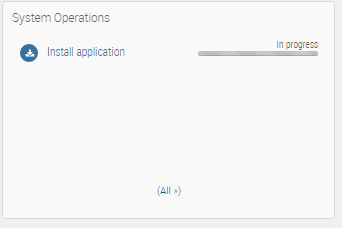 System Operations
In progress
Install application
(All »)